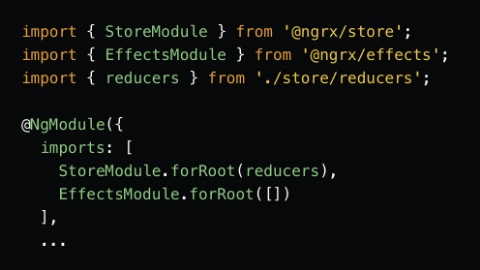 import { StoreModule } from '@ngrx/store';
import { EffectsModule } from '@ngrx/effects';
import { reducers } from './store/reducers';
@NgModule({
imports: [
StoreModule.forRoot(reducers),
EffectsModule.forRoot([])
],
...